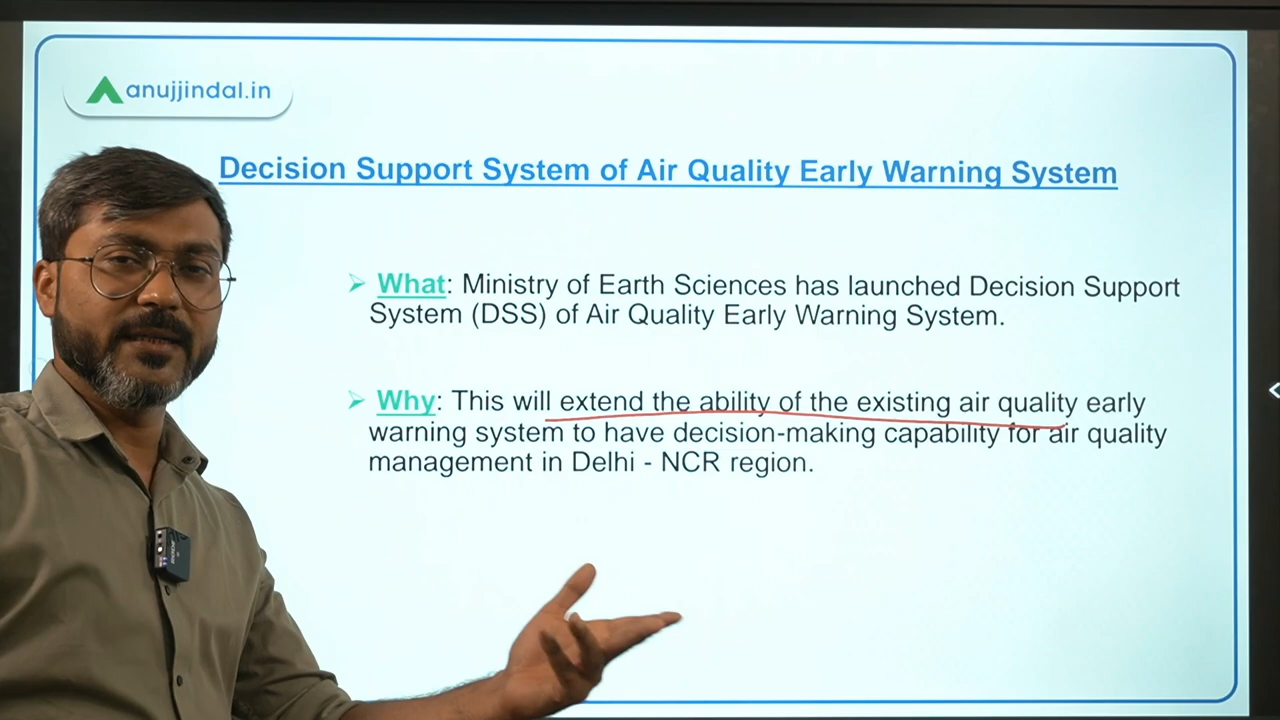 anujjindal.in
Decision Support System of Air Quality Early Warning System
➢ What: Ministry of Earth Sciences has launched Decision Support
System (DSS) of Air Quality Early Warning System.
➢ Why: This will extend the ability of the existing air quality early
warning system to have decision-making capability for air quality
management in Delhi - NCR region.